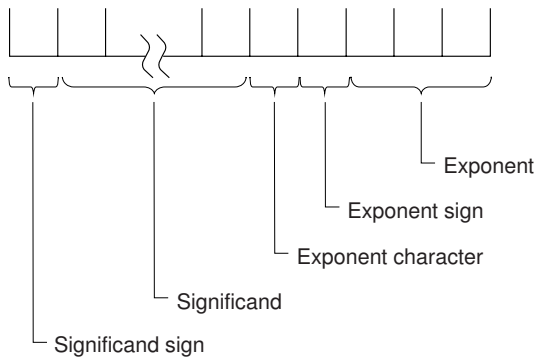 Exponent
Exponent sign
Exponent character
Significand
Significand sign